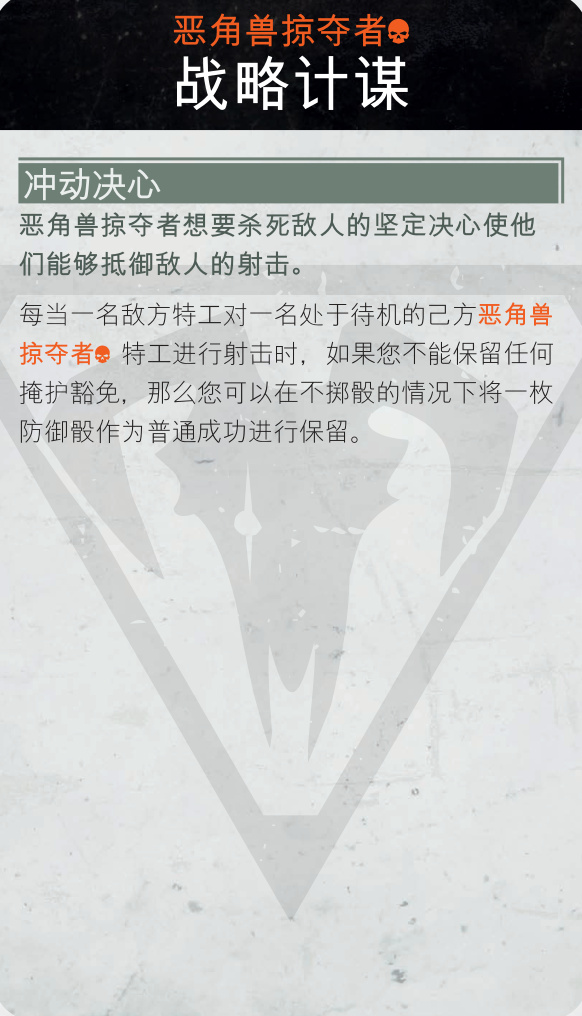 恶角兽掠夺者
战略计谋
冲动决心
恶角兽掠夺者想要杀死敌人的坚定决心使他
们能够抵御敌人的射击。
每当一名敌方特工对一名处于待机的己方恶角兽
掠夺者 特工进行射击时，如果您不能保留任何
掩护豁免，那么您可以在不掷骰的情况下将一枚
防御骰作为普通成功进行保留。